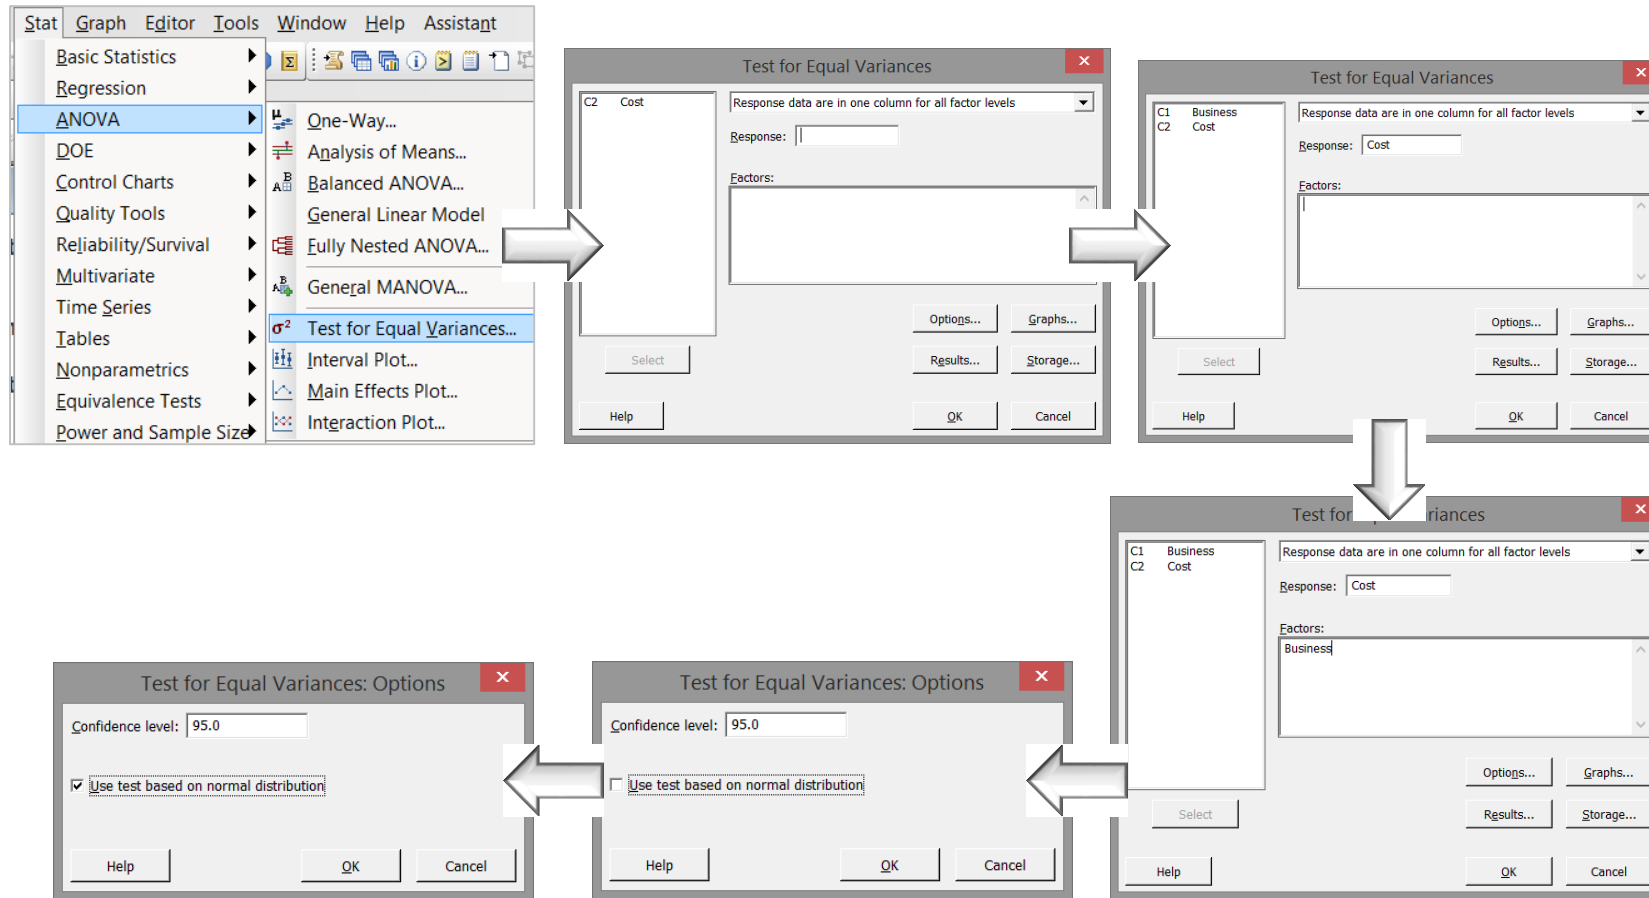 Stat Graph Editor Tools Window Help Assistant
Basic Statistics
Regression
ANOVA
DOE
Control Charts
Quality Tools
Reliability/Survival
Multivariate
Time Series
Tables
Nonparametrics
Equivalence Tests
Power and Sample Size
One-Way...
Analysis of Means...
Balanced ANOVA...
General Linear Model
Fully Nested ANOVA...
General MANOVA...
σ² Test for Equal Variances...
Interval Plot...
Main Effects Plot...
Interaction Plot...
Test for Equal Variances
C2 Cost
Response data are in one column for all factor levels
Response:
Factors:
Options... Graphs...
Select Results... Storage...
Help OK Cancel
Test for Equal Variances
C1 Business
C2 Cost
Response data are in one column for all factor levels
Response: Cost
Factors:
Options... Graphs...
Select Results... Storage...
Help OK Cancel
Test for riances
C1 Business
C2 Cost
Response data are in one column for all factor levels
Response: Cost
Factors:
Business
Options... Graphs...
Select Results... Storage...
Help OK Cancel
Test for Equal Variances: Options
Confidence level: 95.0
Use test based on normal distribution
Help OK Cancel
Test for Equal Variances: Options
Confidence level: 95.0
Use test based on normal distribution
Help OK Cancel